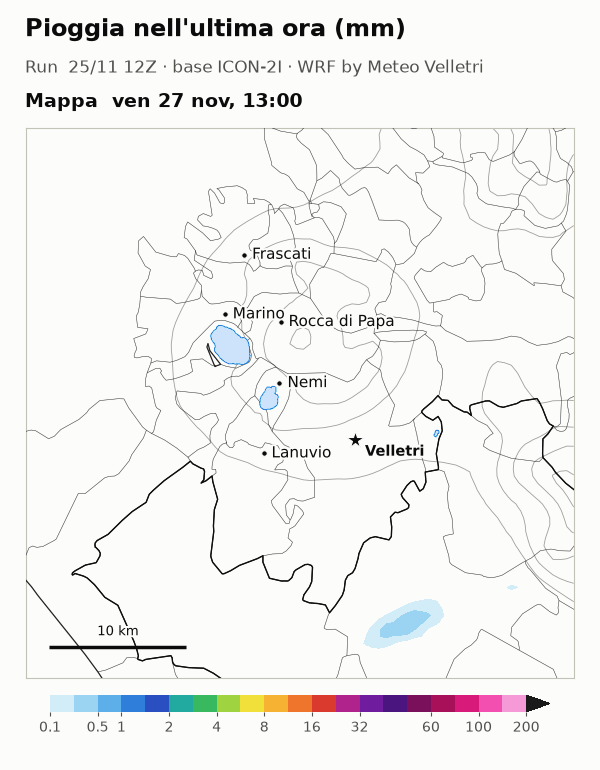 Pioggia nell'ultima ora (mm)
Run  25/11 12Z · base ICON-2I · WRF by Meteo Velletri
Mappa  ven 27 nov, 13:00
Frascati
Marino
Rocca di Papa
Nemi
Velletri
Lanuvio
10 km
0.1 0.5 1 2 4 8 16 32 60 100 200